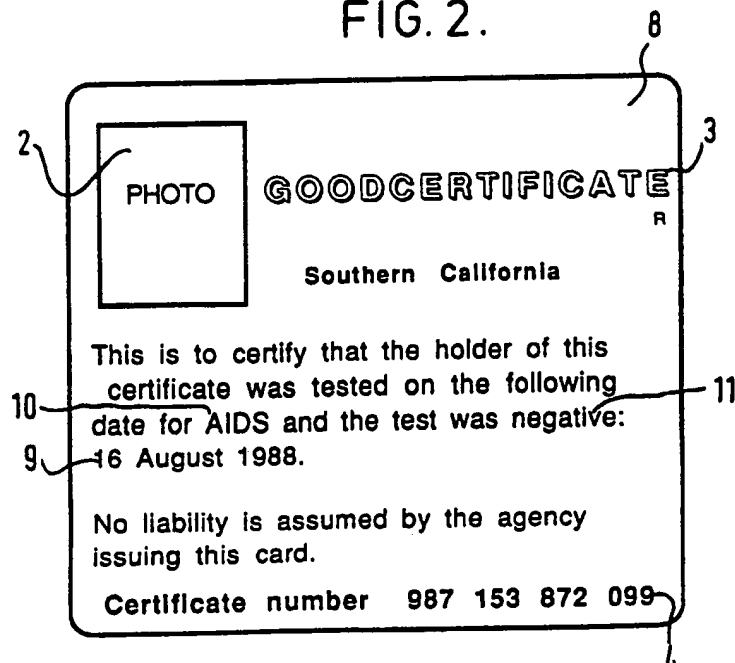 FIG. 2.
8
2
3
PHOTO
GOODCERTIFICATE
R
Southern California
This is to certify that the holder of this
certificate was tested on the following
10
11
date for AIDS and the test was negative:
9
16 August 1988.
No liability is assumed by the agency
issuing this card.
Certificate number 987 153 872 099